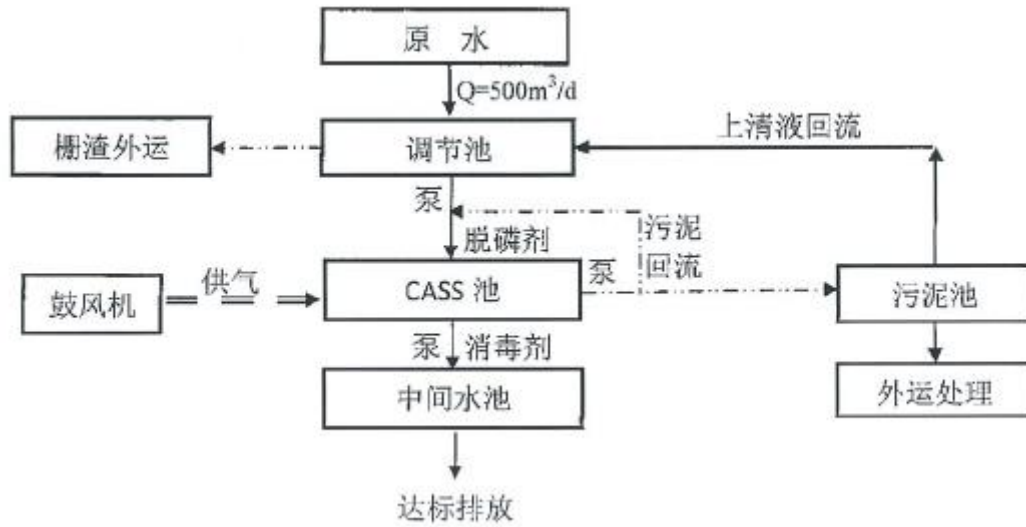 原 水
Q=500m³/d
上清液回流
栅渣外运
调节池
泵
脱磷剂
污泥
回流
供气
鼓风机
CASS 池
泵
污泥池
泵
消毒剂
中间水池
外运处理
达标排放